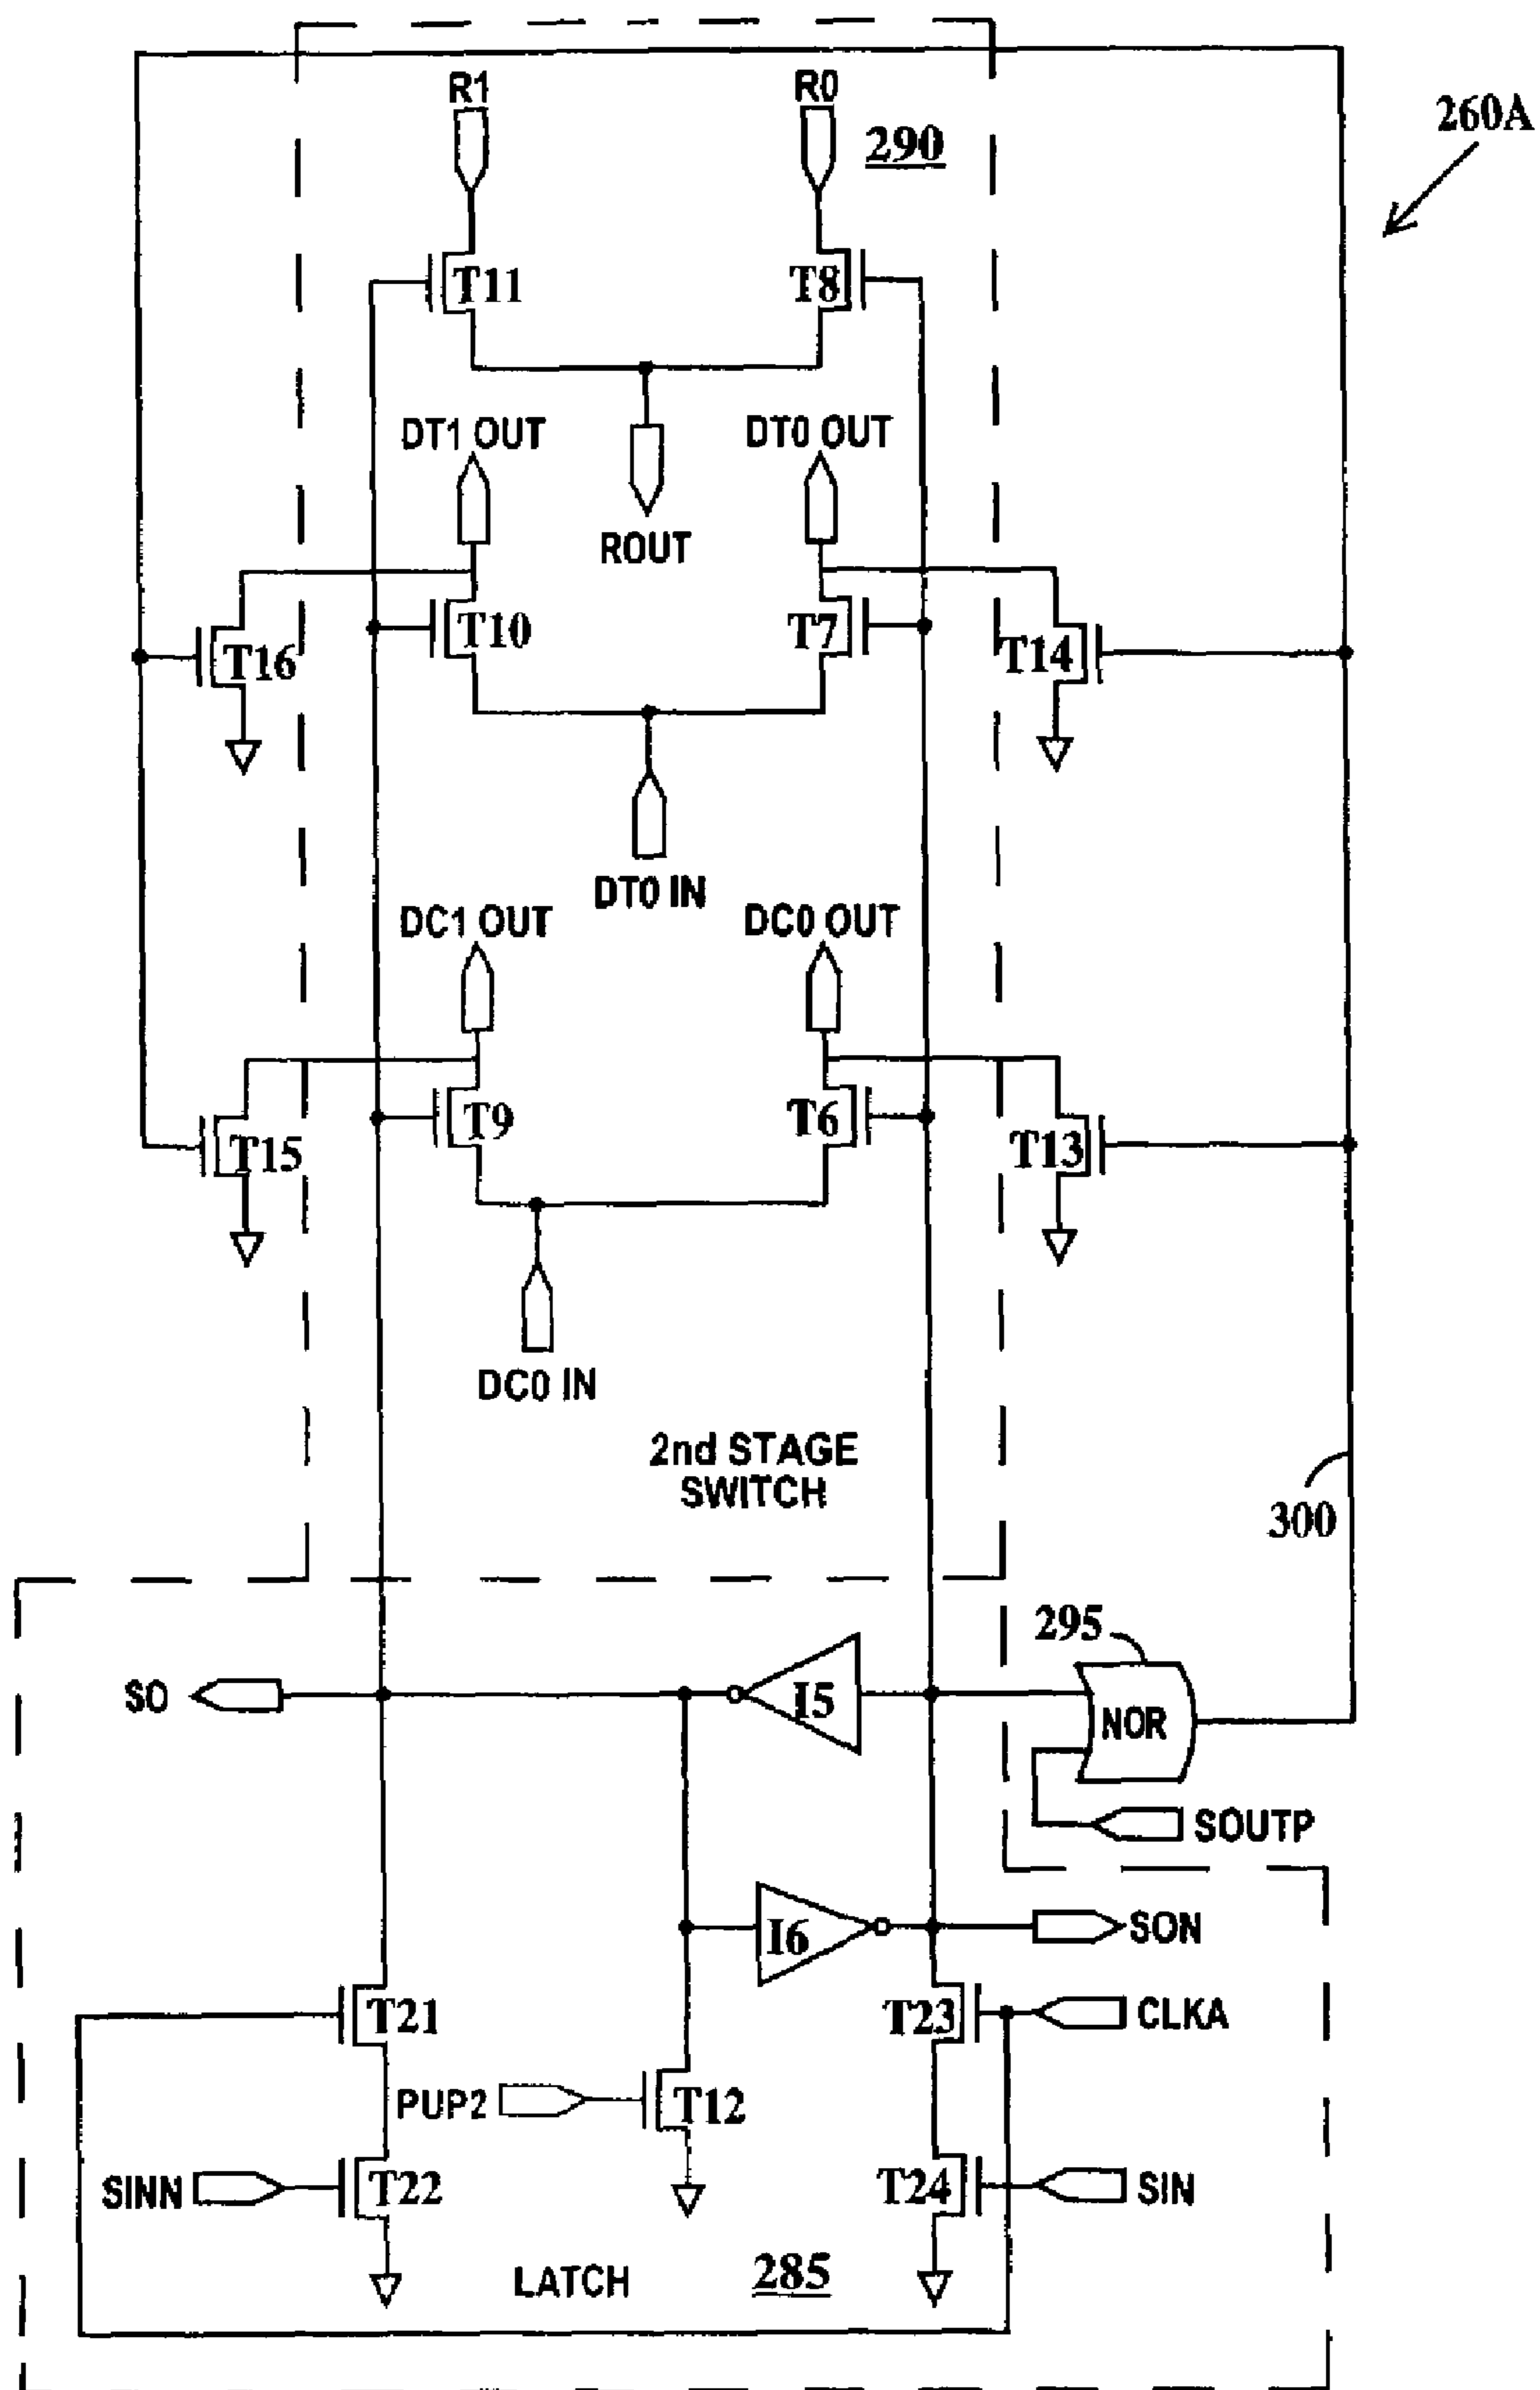 R1
R0
290
260A
T11
T8
DT1 OUT
DT0 OUT
ROUT
T10
T7
T16
T14
DT0 IN
DC1 OUT
DC0 OUT
T9
T6
T15
T13
DC0 IN
2nd STAGE
SWITCH
300
295
SO
I5
NOR
SOUTP
I6
SON
T21
T23
CLKA
PUP2
T12
SINN
T22
T24
SIN
LATCH
285